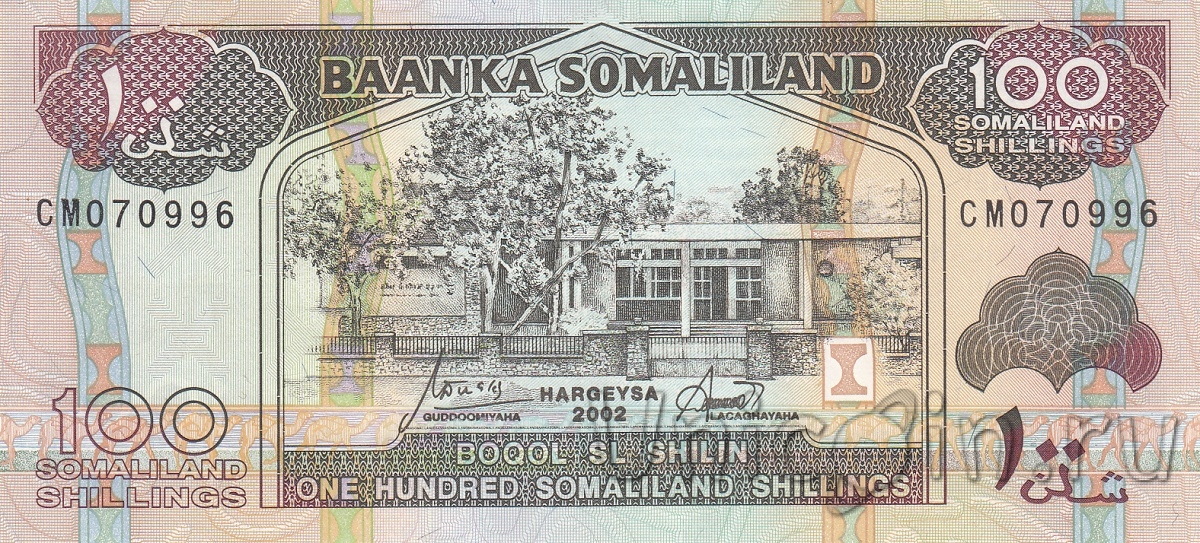 BAANKA SOMALILAND
١٠٠
شلن
100
SOMALILAND
SHILLINGS
CM070996
CM070996
HARGEYSA
2002
GUDDOOMIYAHA
LACAGHAYAHA
100
SOMALILAND
SHILLINGS
BOQOL SL SHILIN
ONE HUNDRED SOMALILAND SHILLINGS
١٠٠
شلن